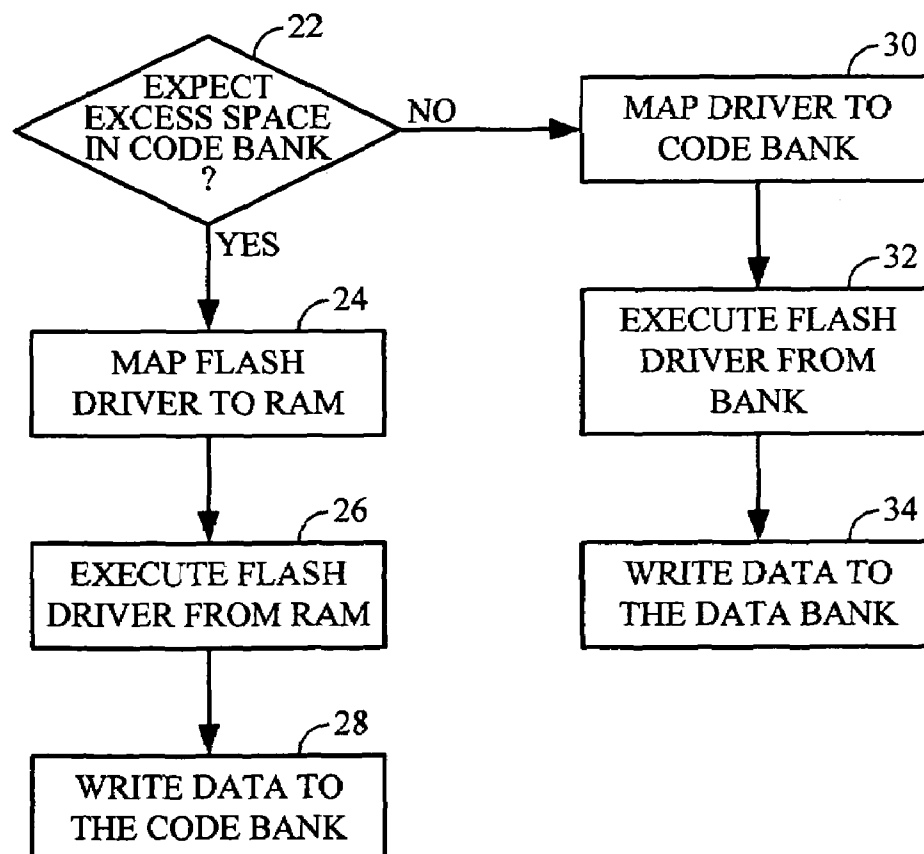 22
EXPECT
EXCESS SPACE
IN CODE BANK
?
NO
YES
24
MAP FLASH
DRIVER TO RAM
26
EXECUTE FLASH
DRIVER FROM RAM
28
WRITE DATA TO
THE CODE BANK
30
MAP DRIVER TO
CODE BANK
32
EXECUTE FLASH
DRIVER FROM
BANK
34
WRITE DATA TO
THE DATA BANK